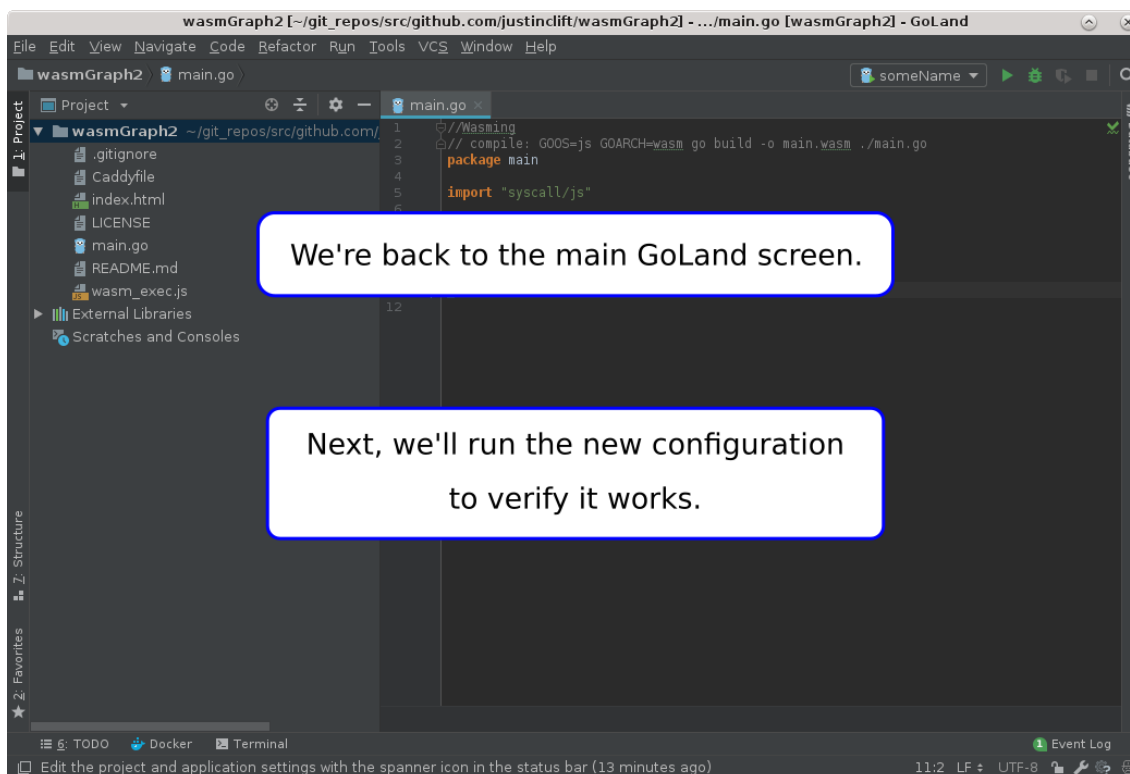 wasmGraph2 [~/git_repos/src/github.com/justinclift/wasmGraph2] - .../main.go [wasmGraph2] - GoLand
File Edit View Navigate Code Refactor Run Tools VCS Window Help
wasmGraph2 main.go someName
Project main.go
1: Project
wasmGraph2 ~/git_repos/src/github.com/
.gitignore
Caddyfile
index.html
LICENSE
main.go
README.md
wasm_exec.js
External Libraries
Scratches and Consoles
1 //Wasming
2 // compile: GOOS=js GOARCH=wasm go build -o main.wasm ./main.go
3 package main
4
5 import "syscall/js"
6
12
We're back to the main GoLand screen.
Next, we'll run the new configuration
to verify it works.
7: Structure
2: Favorites
6: TODO Docker Terminal 1 Event Log
Edit the project and application settings with the spanner icon in the status bar (13 minutes ago) 11:2 LF UTF-8